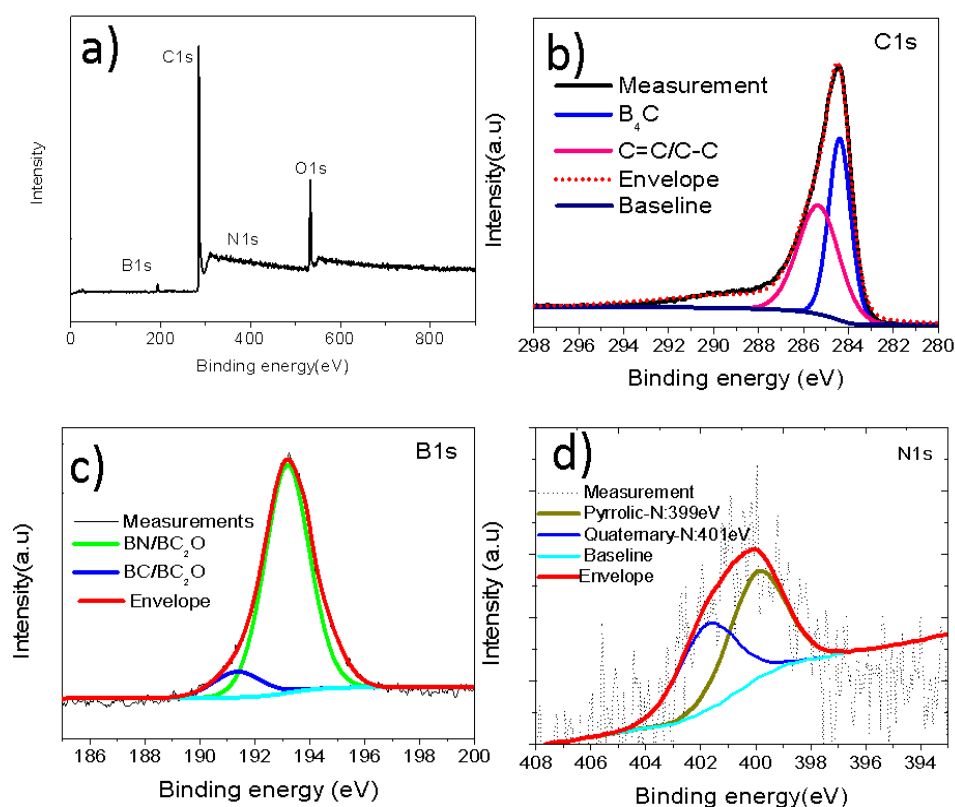 a)
C1s
O1s
N1s
B1s
Intensity
0 200 400 600 800
Binding energy(eV)
b)
C1s
Measurement
B₄C
C=C/C-C
Envelope
Baseline
Intensity(a.u)
298 296 294 292 290 288 286 284 282 280
Binding energy (eV)
c)
B1s
Measurements
BN/BC₂O
BC/BC₂O
Envelope
Intensity(a.u)
186 188 190 192 194 196 198 200
Binding energy (eV)
d)
N1s
Measurement
Pyrrolic-N:399eV
Quaternary-N:401eV
Baseline
Envelope
Intensity(a.u)
408 406 404 402 400 398 396 394
Binding energy(eV)